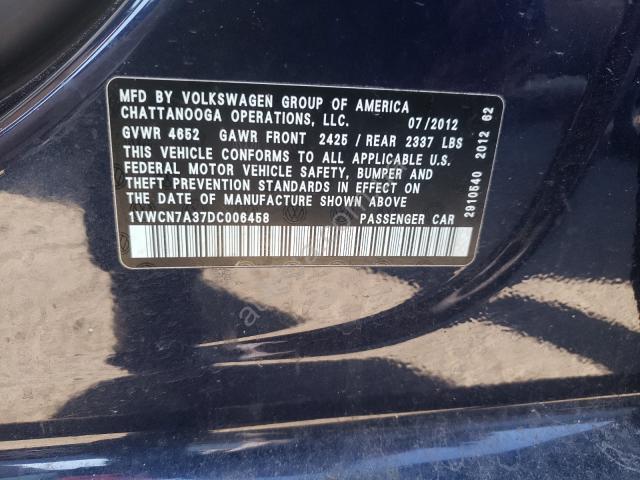 MFD BY VOLKSWAGEN GROUP OF AMERICA
CHATTANOOGA OPERATIONS, LLC. 07/2012
GVWR 4652 GAWR FRONT 2425 / REAR 2337 LBS
THIS VEHICLE CONFORMS TO ALL APPLICABLE U.S.
FEDERAL MOTOR VEHICLE SAFETY, BUMPER AND
THEFT PREVENTION STANDARDS IN EFFECT ON
THE DATE OF MANUFACTURE SHOWN ABOVE
1VWCN7A37DC006458 PASSENGER CAR
2910540 2012 62